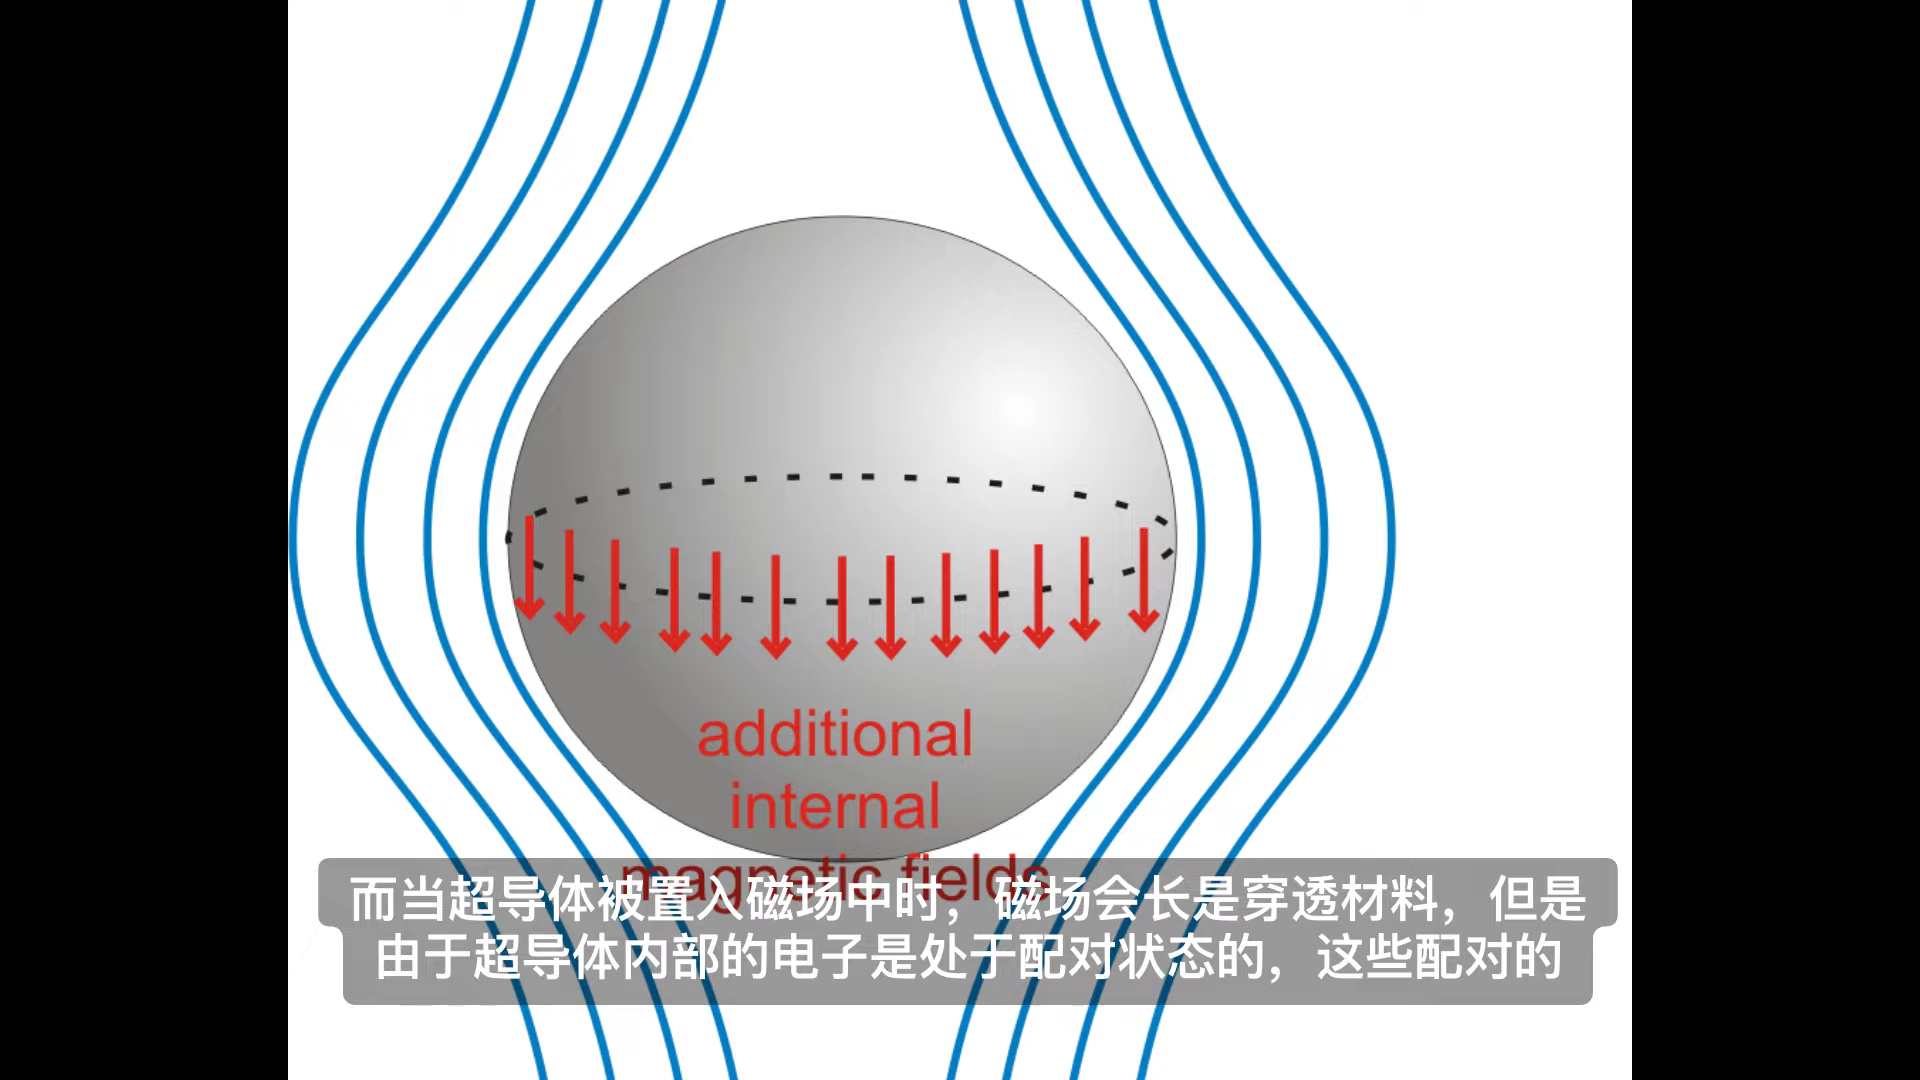 additional
internal
magnetic fields
而当超导体被置入磁场中时，磁场会长是穿透材料，但是
由于超导体内部的电子是处于配对状态的，这些配对的